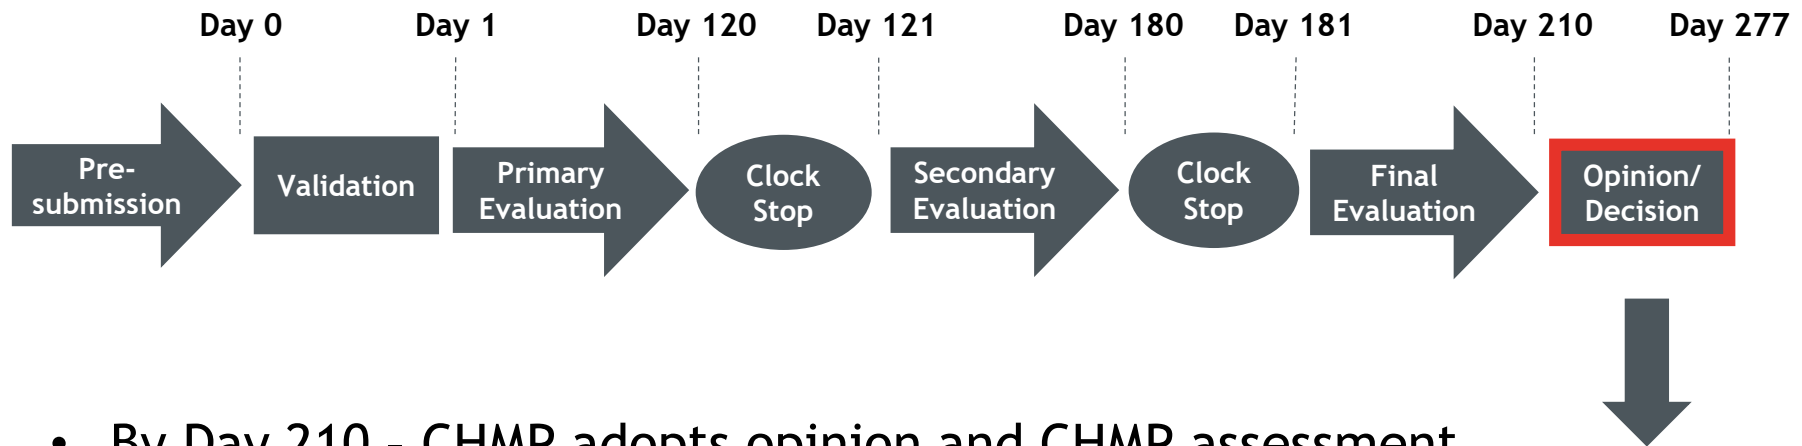 Day 0 Day 1 Day 120 Day 121 Day 180 Day 181 Day 210 Day 277
Pre-
submission
Validation
Primary
Evaluation
Clock
Stop
Secondary
Evaluation
Clock
Stop
Final
Evaluation
Opinion/
Decision
• By Day 210 - CHMP adopts opinion and CHMP assessment